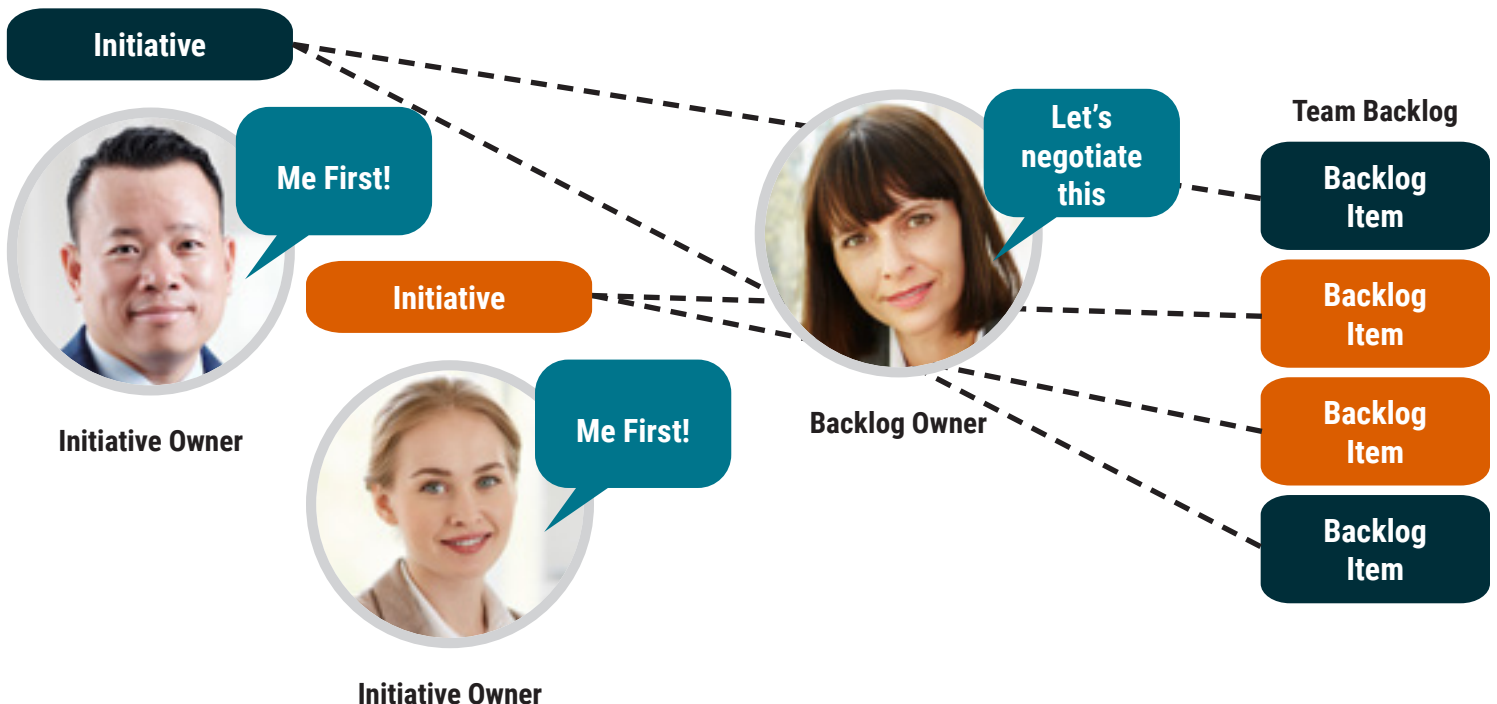 Initiative
Me First!
Initiative Owner
Initiative
Me First!
Initiative Owner
Let’s
negotiate
this
Backlog Owner
Team Backlog
Backlog
Item
Backlog
Item
Backlog
Item
Backlog
Item